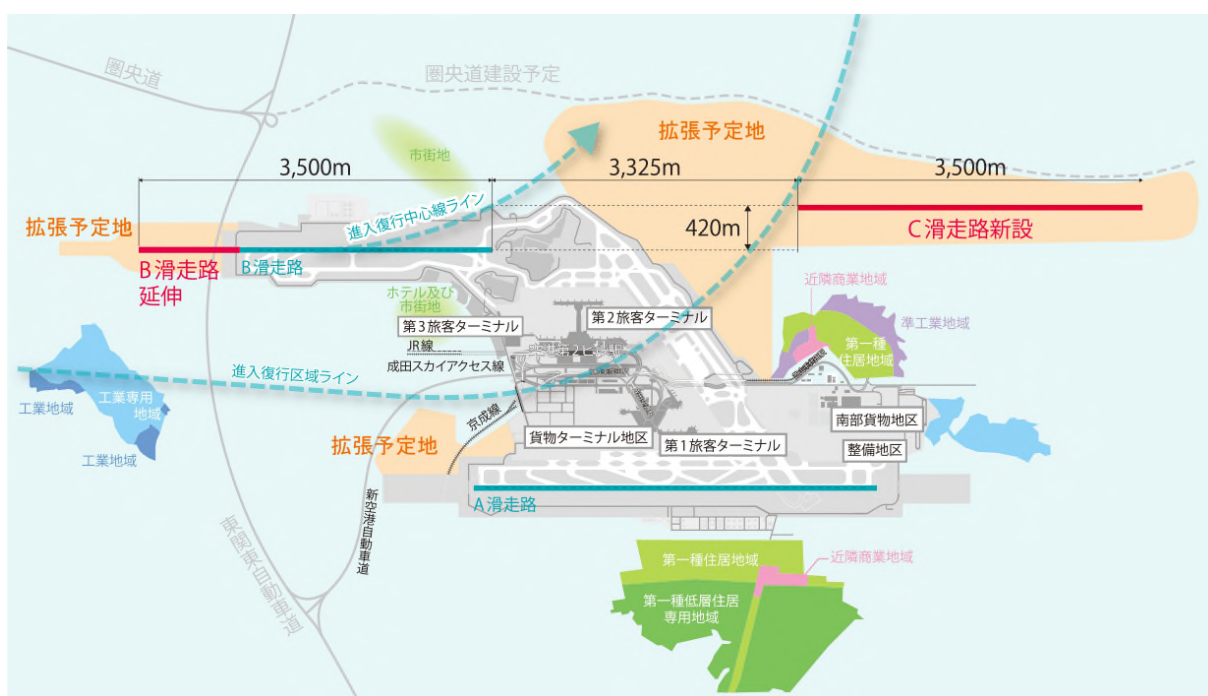 圏央道
圏央道建設予定
拡張予定地
市街地
3,500m
3,325m
3,500m
進入復行中心線ライン
420m
拡張予定地
C滑走路新設
B滑走路
延伸
B滑走路
近隣商業地域
ホテル及び
市街地
第3旅客ターミナル
第2旅客ターミナル
準工業地域
第一種
住居地域
JR線
成田スカイアクセス線
進入復行区域ライン
工業地域
工業専用
地域
工業地域
京成線
拡張予定地
貨物ターミナル地区
第1旅客ターミナル
南部貨物地区
整備地区
A滑走路
新空港自動車道
東関東自動車道
第一種住居地域
近隣商業地域
第一種低層住居
専用地域